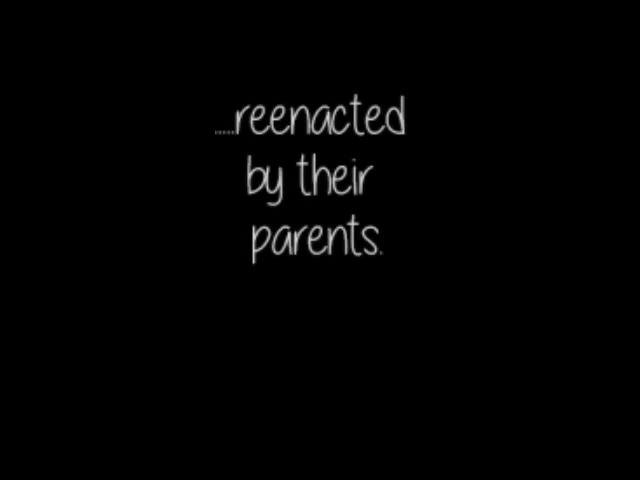 .....reenacted
by their
parents.